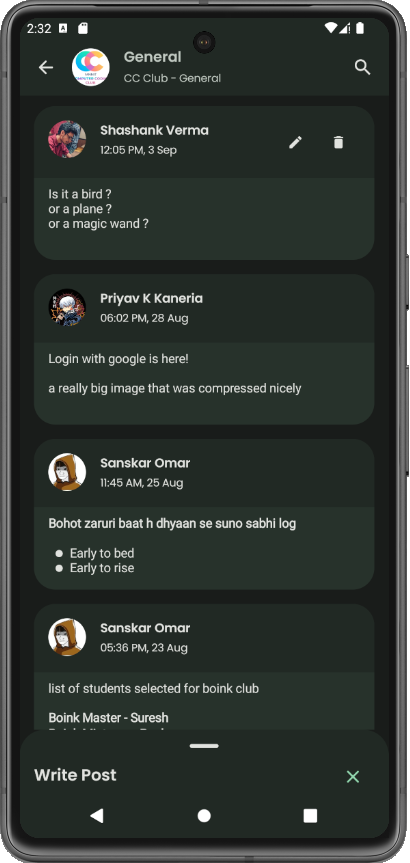 2:32
General
CC Club - General
Shashank Verma
12:05 PM, 3 Sep
Is it a bird ?
or a plane ?
or a magic wand ?
Priyav K Kaneria
06:02 PM, 28 Aug
Login with google is here!
a really big image that was compressed nicely
Sanskar Omar
11:45 AM, 25 Aug
Bohot zaruri baat h dhyaan se suno sabhi log
Early to bed
Early to rise
Sanskar Omar
05:36 PM, 23 Aug
list of students selected for boink club
Boink Master - Suresh
Write Post